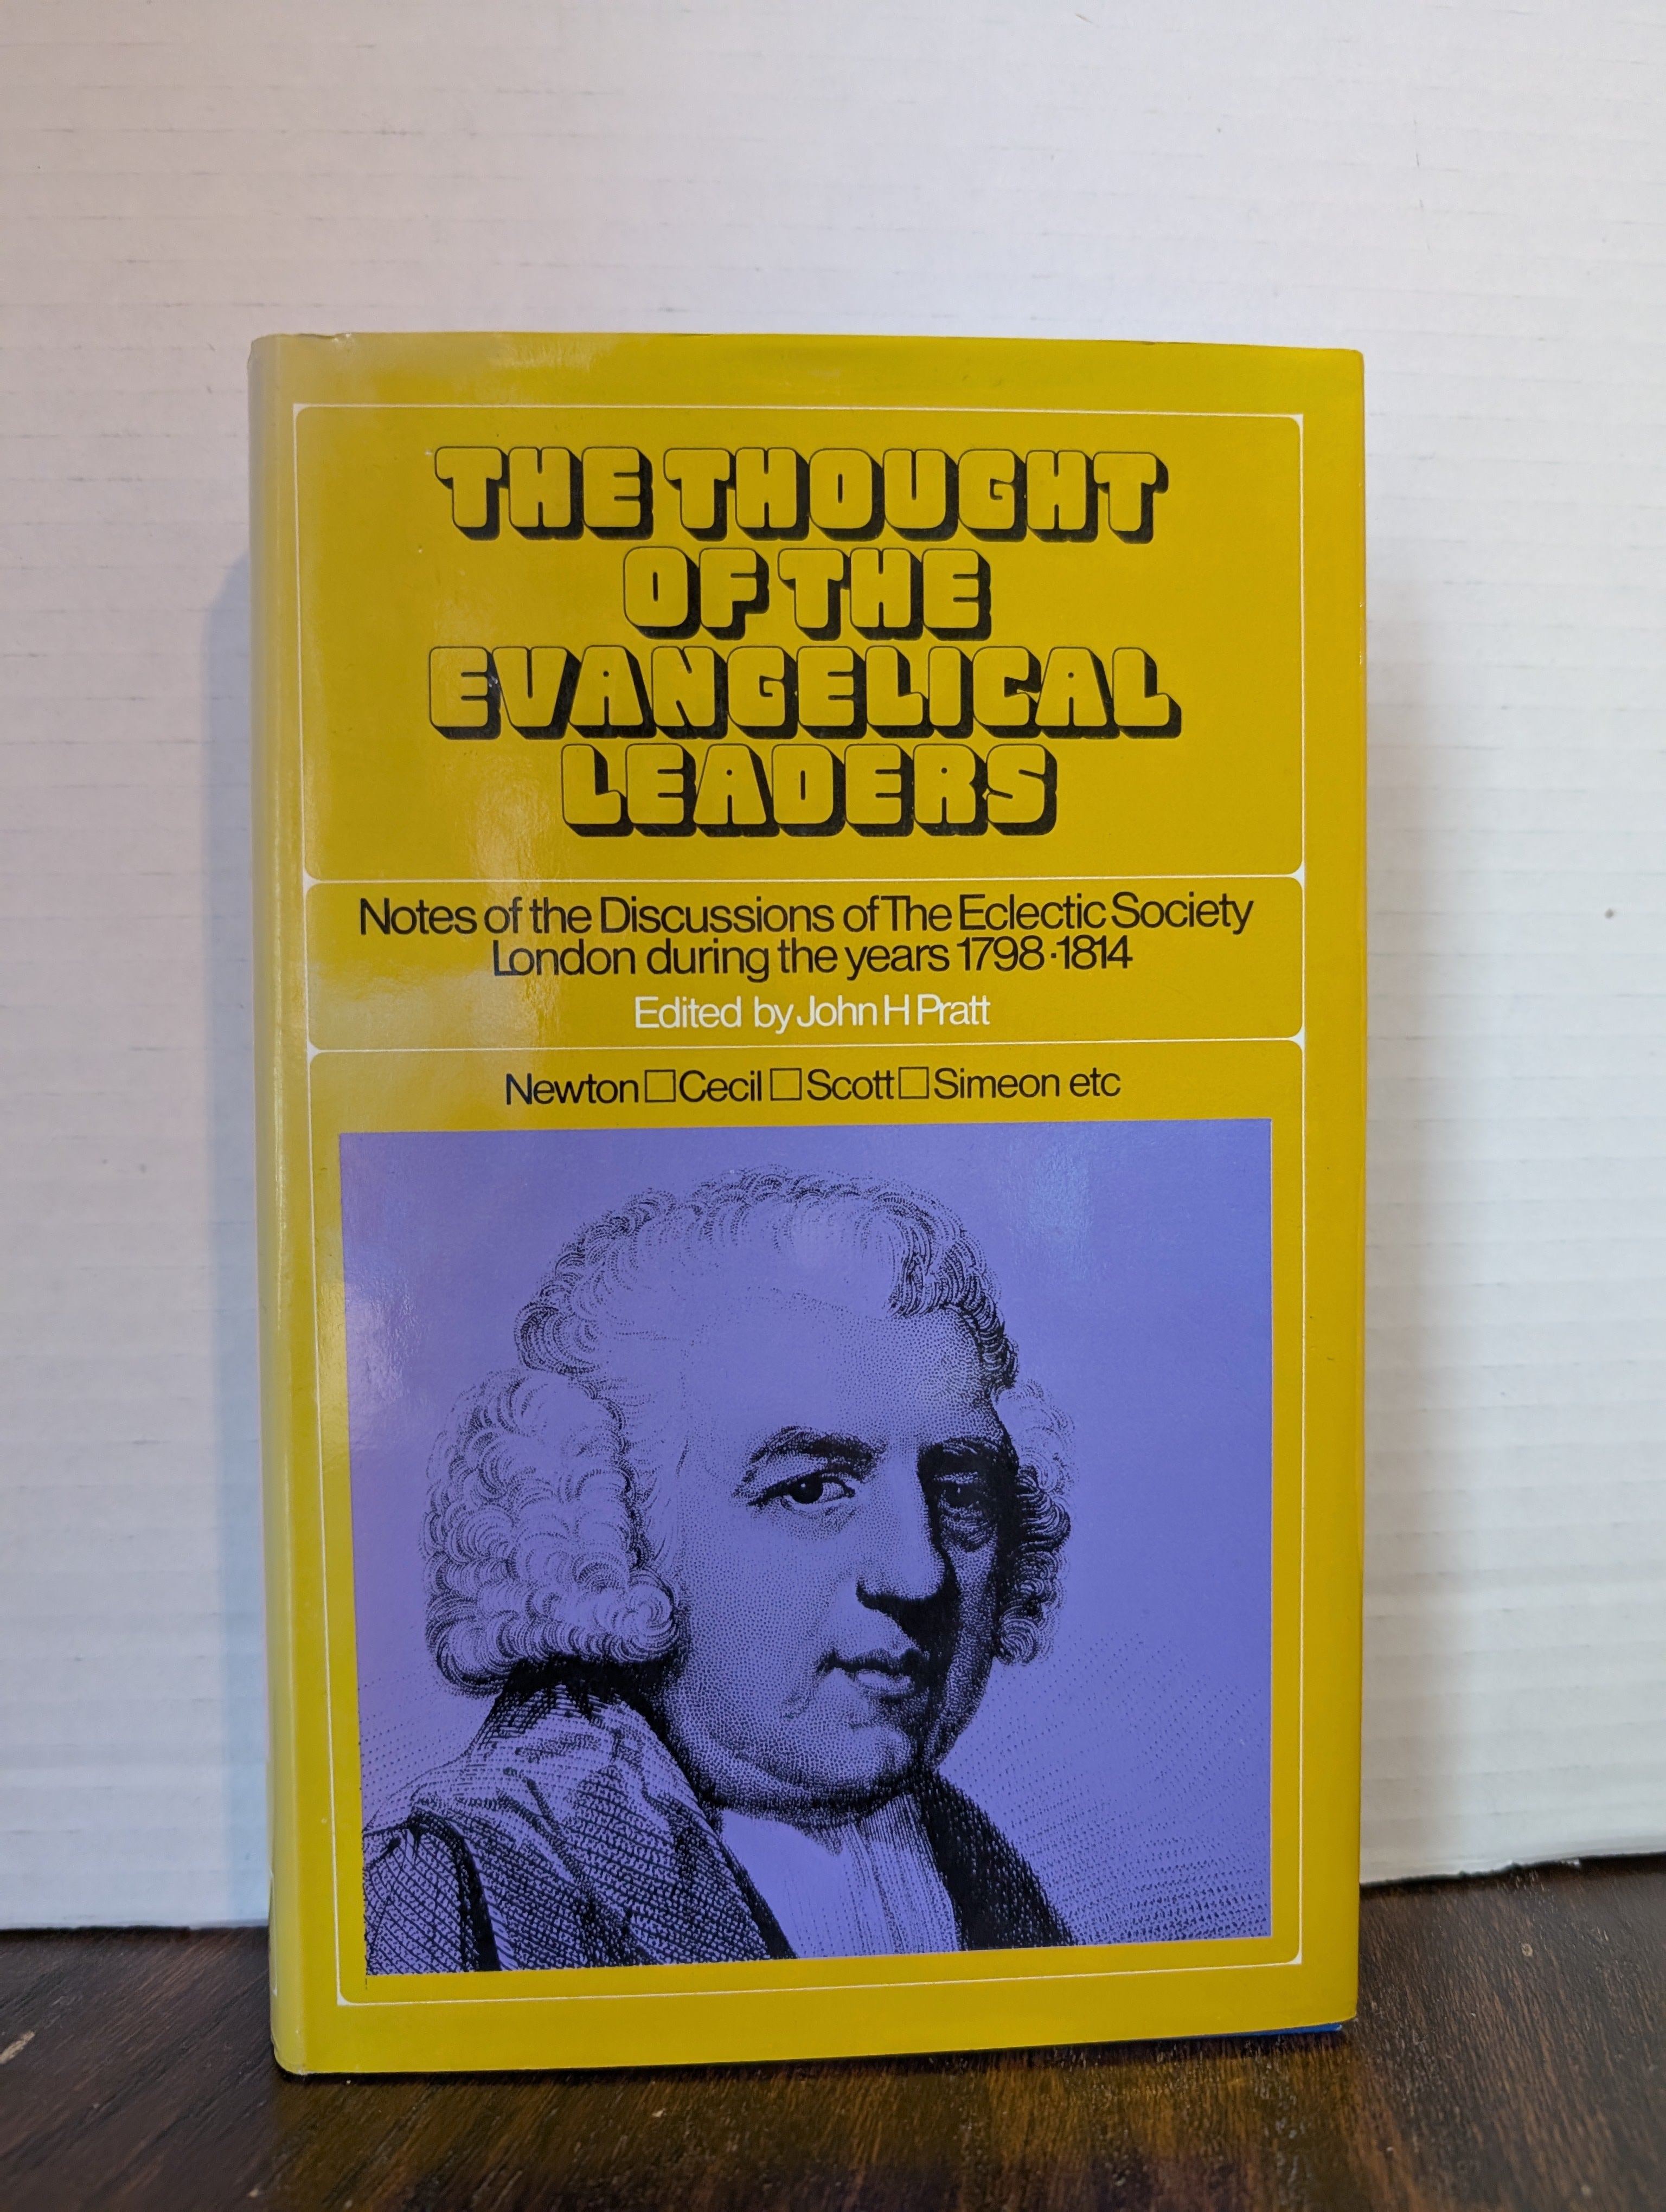 THE THOUGHT
OF THE
EVANGELICAL
LEADERS
Notes of the Discussions of The Eclectic Society
London during the years 1798·1814
Edited by John H Pratt
Newton□Cecil□Scott□Simeon etc